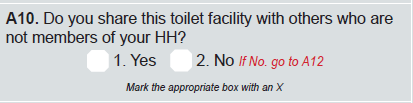 A10. Do you share this toilet facility with others who are
not members of your HH?
1. Yes 2. No If No. go to A12
Mark the appropriate box with an X